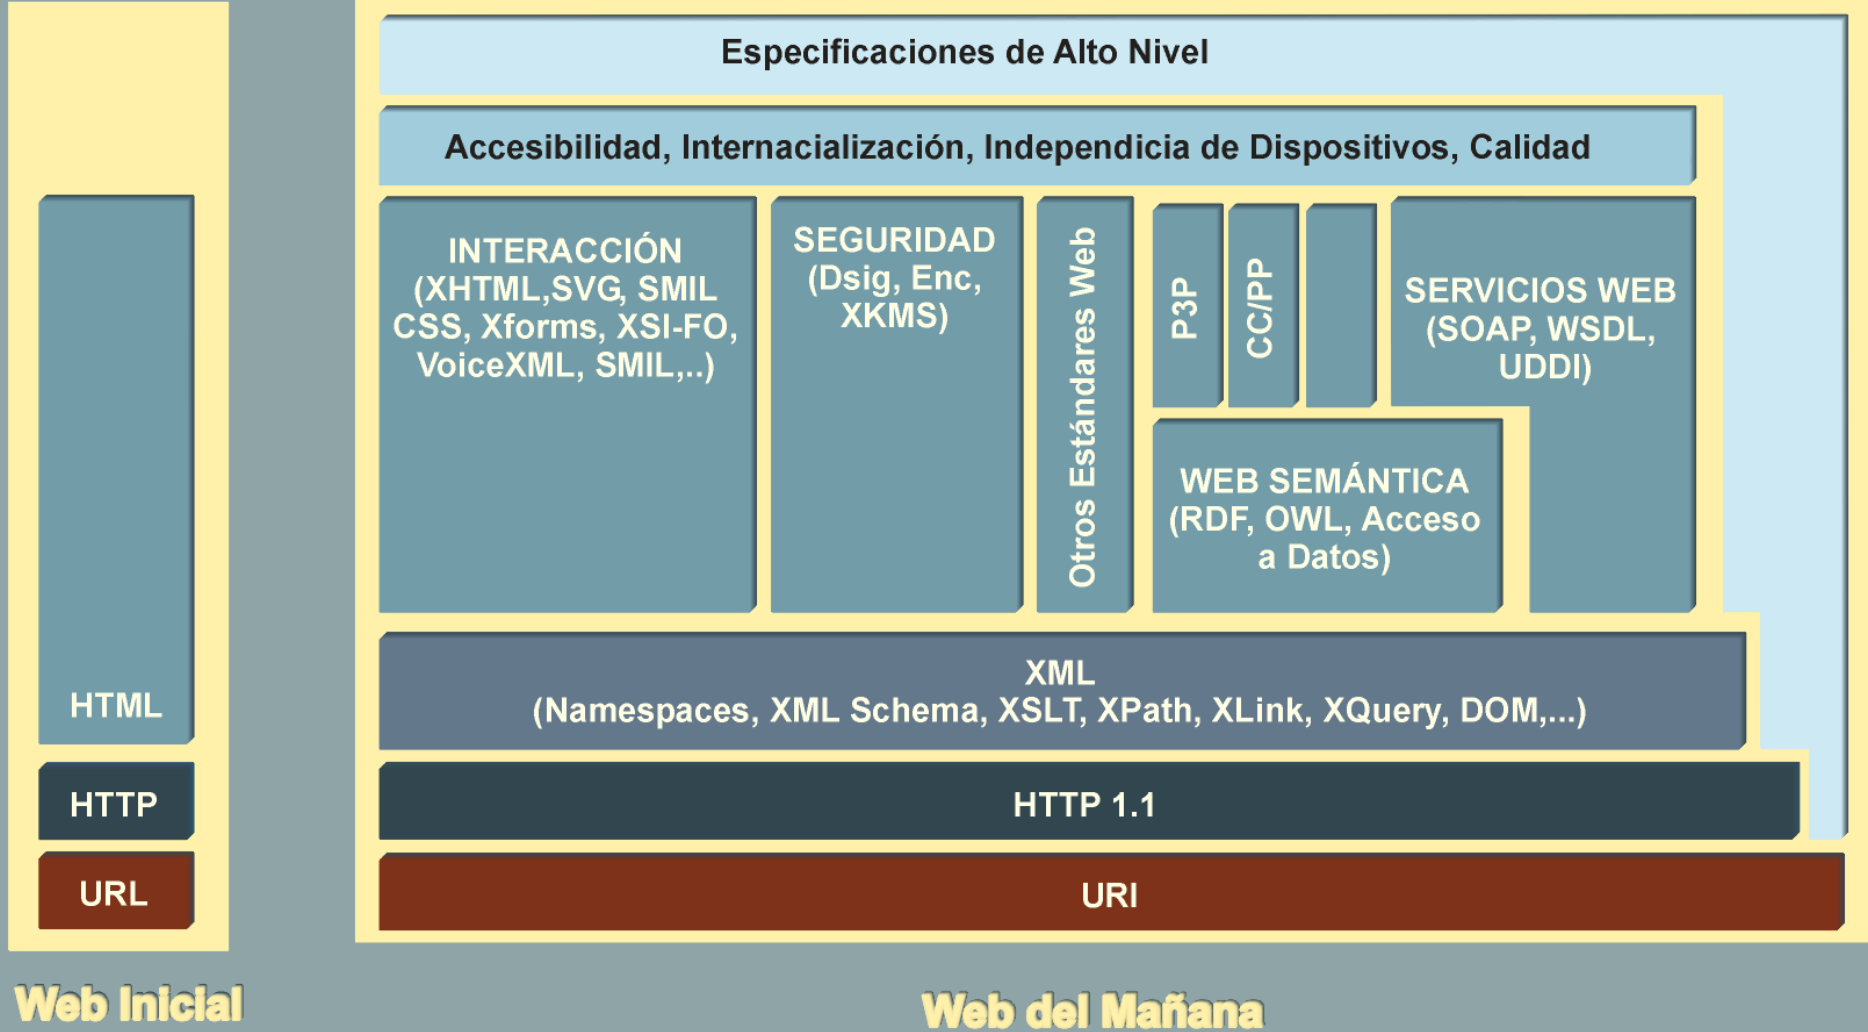 Especificaciones de Alto Nivel
Accesibilidad, Internacialización, Independicia de Dispositivos, Calidad
INTERACCIÓN
(XHTML,SVG, SMIL
CSS, Xforms, XSI-FO,
VoiceXML, SMIL,..)
SEGURIDAD
(Dsig, Enc,
XKMS)
Otros Estándares Web
P3P
CC/PP
SERVICIOS WEB
(SOAP, WSDL,
UDDI)
WEB SEMÁNTICA
(RDF, OWL, Acceso
a Datos)
XML
(Namespaces, XML Schema, XSLT, XPath, XLink, XQuery, DOM,...)
HTTP 1.1
URI
HTML
HTTP
URL
Web Inicial
Web del Mañana